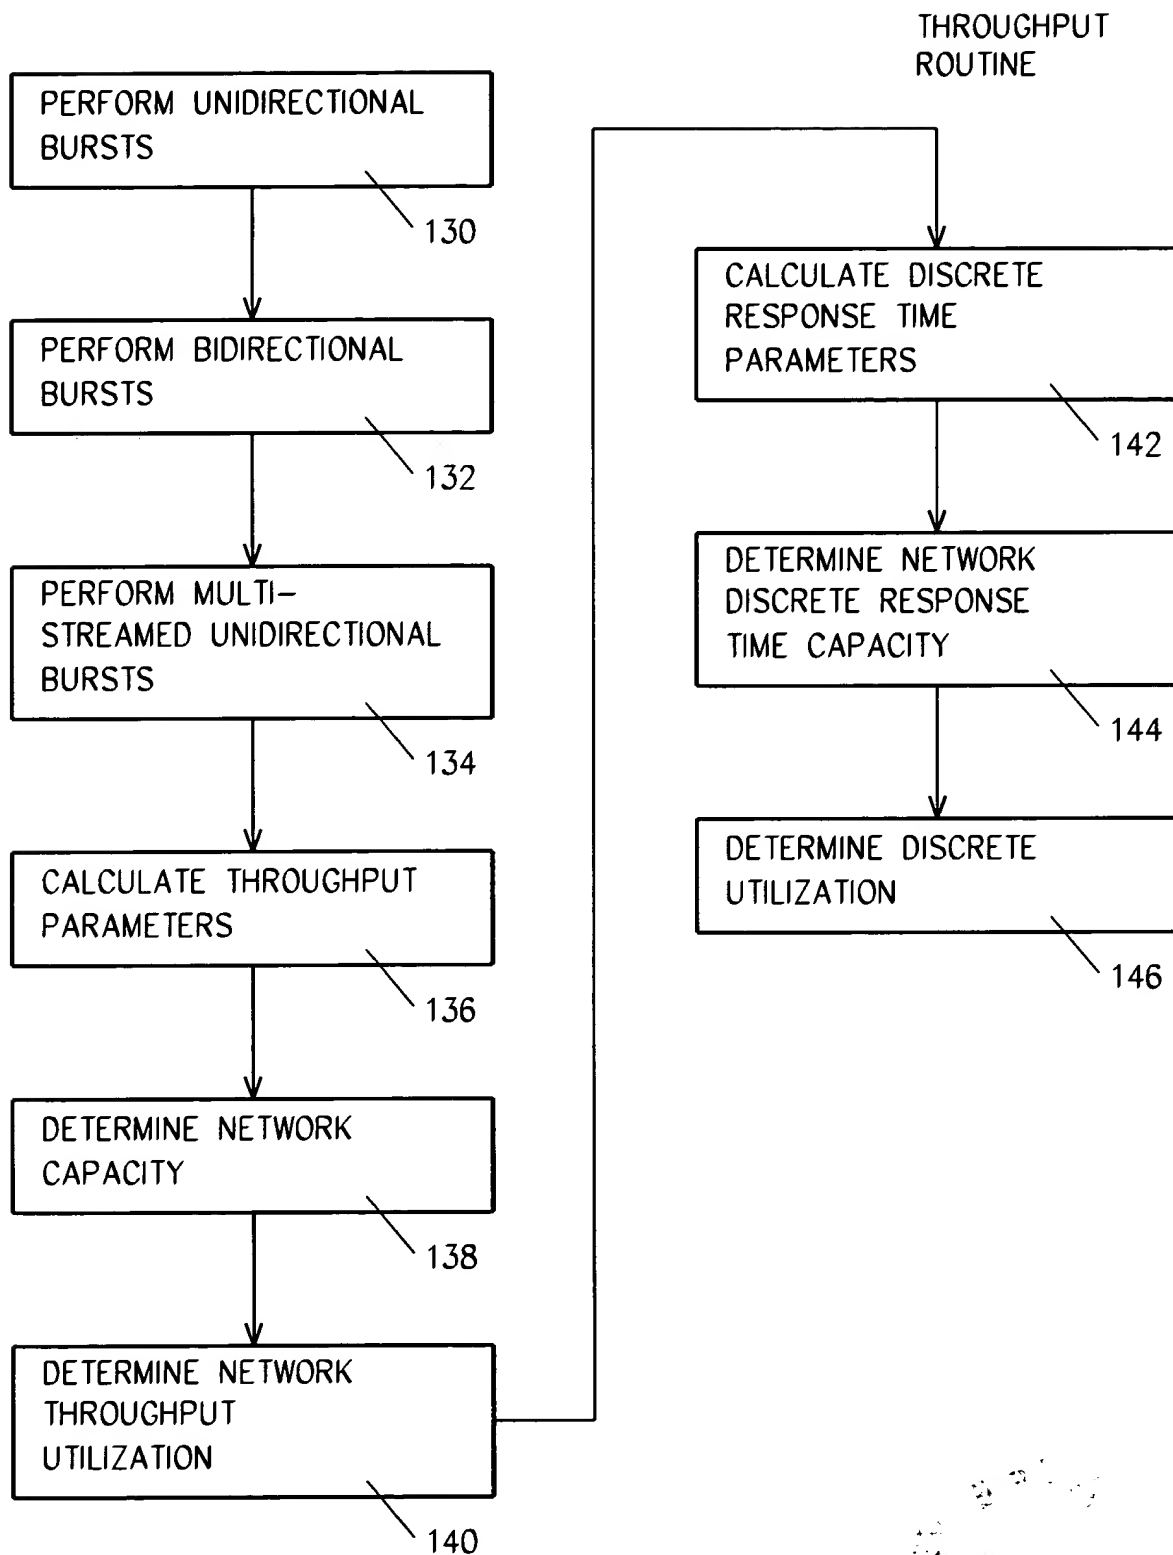 THROUGHPUT
ROUTINE
PERFORM UNIDIRECTIONAL
BURSTS
130
PERFORM BIDIRECTIONAL
BURSTS
132
PERFORM MULTI-
STREAMED UNIDIRECTIONAL
BURSTS
134
CALCULATE THROUGHPUT
PARAMETERS
136
DETERMINE NETWORK
CAPACITY
138
DETERMINE NETWORK
THROUGHPUT
UTILIZATION
140
CALCULATE DISCRETE
RESPONSE TIME
PARAMETERS
142
DETERMINE NETWORK
DISCRETE RESPONSE
TIME CAPACITY
144
DETERMINE DISCRETE
UTILIZATION
146